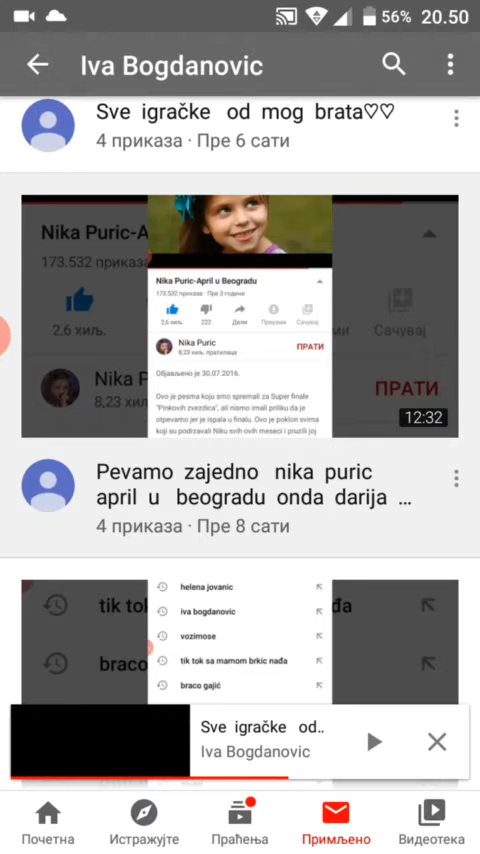 56% 20.50
Iva Bogdanovic
Sve igračke od mog brata♡♡
4 приказа · Пре 6 сати
Nika Puric-A
173.532 приказа
2,6 хиљ.
Сачувај
Nika P
8,23 хиљ
ПРАТИ
Nika Puric-April u Beogradu
173.532 приказа · Пре 3 године
2,6 хиљ.
222
Дели
Преузми
Сачувај
Nika Puric
8,23 хиљ. пратилаца
ПРАТИ
Објављено је 30.07.2016.
Ovo je pesma koju smo spremali za Super finale
"Pinkovih zvezdica", ali nismo imali priliku da je
otpevamo jer je ispala u finalu. Ovo je poklon svima
koji su podrzavali Niku svih ovih meseci i pruzili joj
12:32
Pevamo zajedno nika puric
april u beogradu onda darija ...
4 приказа · Пре 8 сати
tik tok
đa
braco
helena jovanic
iva bogdanovic
vozimose
tik tok sa mamom brkic nađa
braco gajić
Sve igračke od..
Iva Bogdanovic
Почетна
Истражујте
Праћења
Примљено
Видеотека